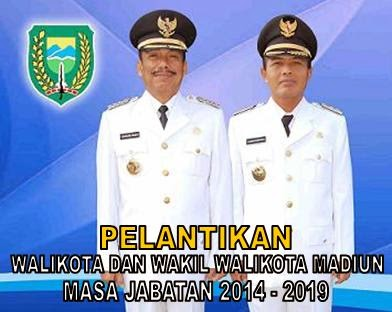 PELANTIKAN
WALIKOTA DAN WAKIL WALIKOTA MADIUN
MASA JABATAN 2014 - 2019